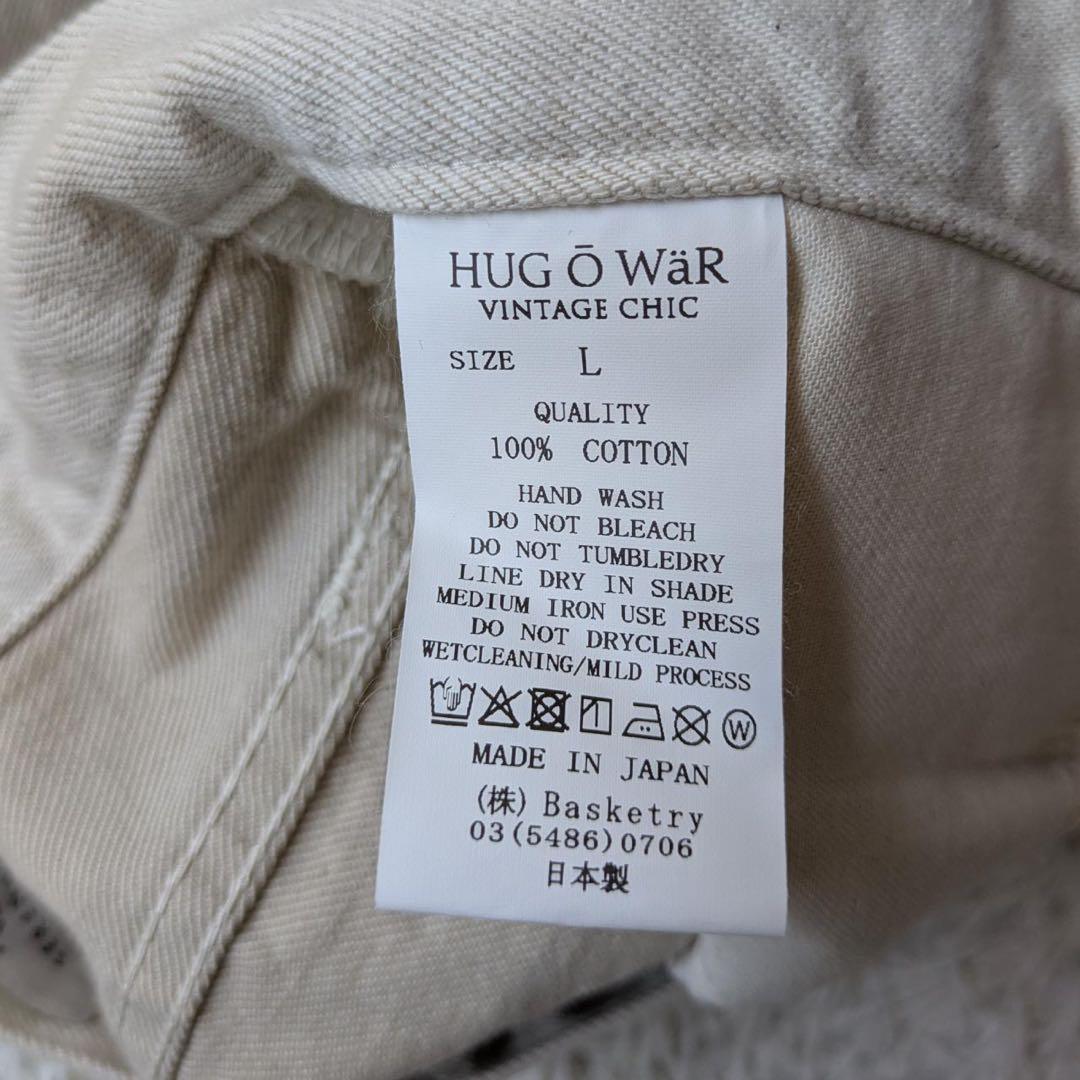 HUG Ō WäR
VINTAGE CHIC
SIZE L
QUALITY
100% COTTON
HAND WASH
DO NOT BLEACH
DO NOT TUMBLEDRY
LINE DRY IN SHADE
MEDIUM IRON USE PRESS
DO NOT DRYCLEAN
WETCLEANING/MILD PROCESS
W
MADE IN JAPAN
(株) Basketry
03(5486)0706
日本製